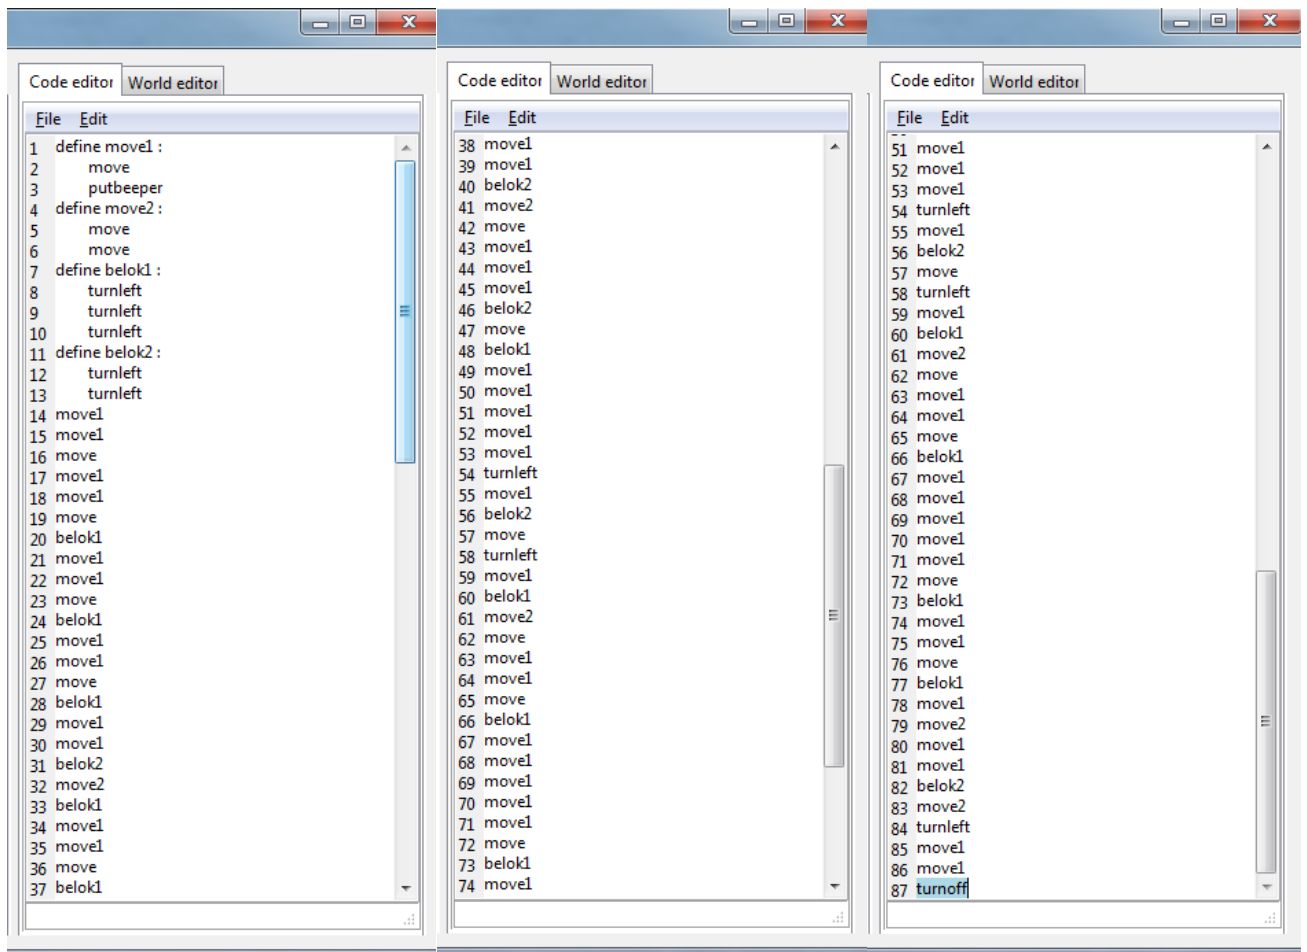 Code editor World editor
File Edit
1 define move1 :
2 move
3 putbeeper
4 define move2 :
5 move
6 move
7 define belok1 :
8 turnleft
9 turnleft
10 turnleft
11 define belok2 :
12 turnleft
13 turnleft
14 move1
15 move1
16 move
17 move1
18 move1
19 move
20 belok1
21 move1
22 move1
23 move
24 belok1
25 move1
26 move1
27 move
28 belok1
29 move1
30 move1
31 belok2
32 move2
33 belok1
34 move1
35 move1
36 move
37 belok1
Code editor World editor
File Edit
38 move1
39 move1
40 belok2
41 move2
42 move
43 move1
44 move1
45 move1
46 belok2
47 move
48 belok1
49 move1
50 move1
51 move1
52 move1
53 move1
54 turnleft
55 move1
56 belok2
57 move
58 turnleft
59 move1
60 belok1
61 move2
62 move
63 move1
64 move1
65 move
66 belok1
67 move1
68 move1
69 move1
70 move1
71 move1
72 move
73 belok1
74 move1
Code editor World editor
File Edit
51 move1
52 move1
53 move1
54 turnleft
55 move1
56 belok2
57 move
58 turnleft
59 move1
60 belok1
61 move2
62 move
63 move1
64 move1
65 move
66 belok1
67 move1
68 move1
69 move1
70 move1
71 move1
72 move
73 belok1
74 move1
75 move1
76 move
77 belok1
78 move1
79 move2
80 move1
81 move1
82 belok2
83 move2
84 turnleft
85 move1
86 move1
87 turnoff